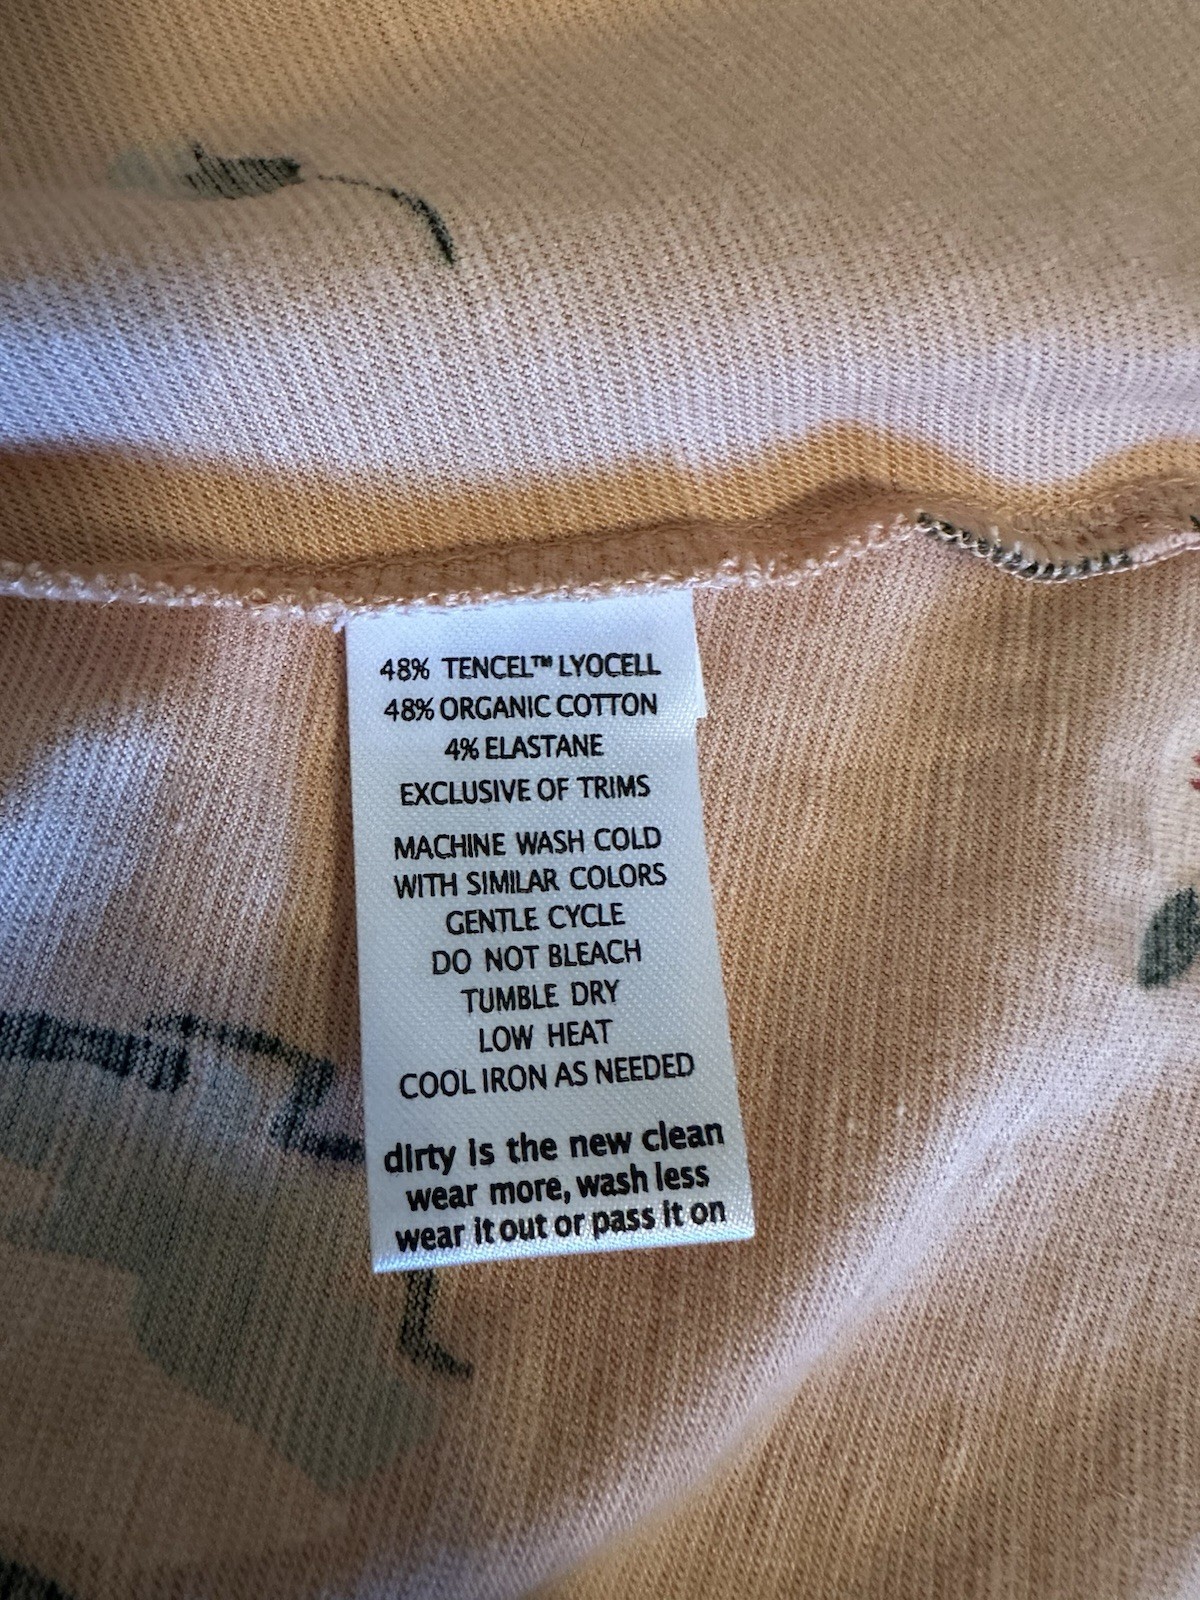 48% TENCEL™ LYOCELL
48% ORGANIC COTTON
4% ELASTANE
EXCLUSIVE OF TRIMS
MACHINE WASH COLD
WITH SIMILAR COLORS
GENTLE CYCLE
DO NOT BLEACH
TUMBLE DRY
LOW HEAT
COOL IRON AS NEEDED
dirty is the new clean
wear more, wash less
wear it out or pass it on